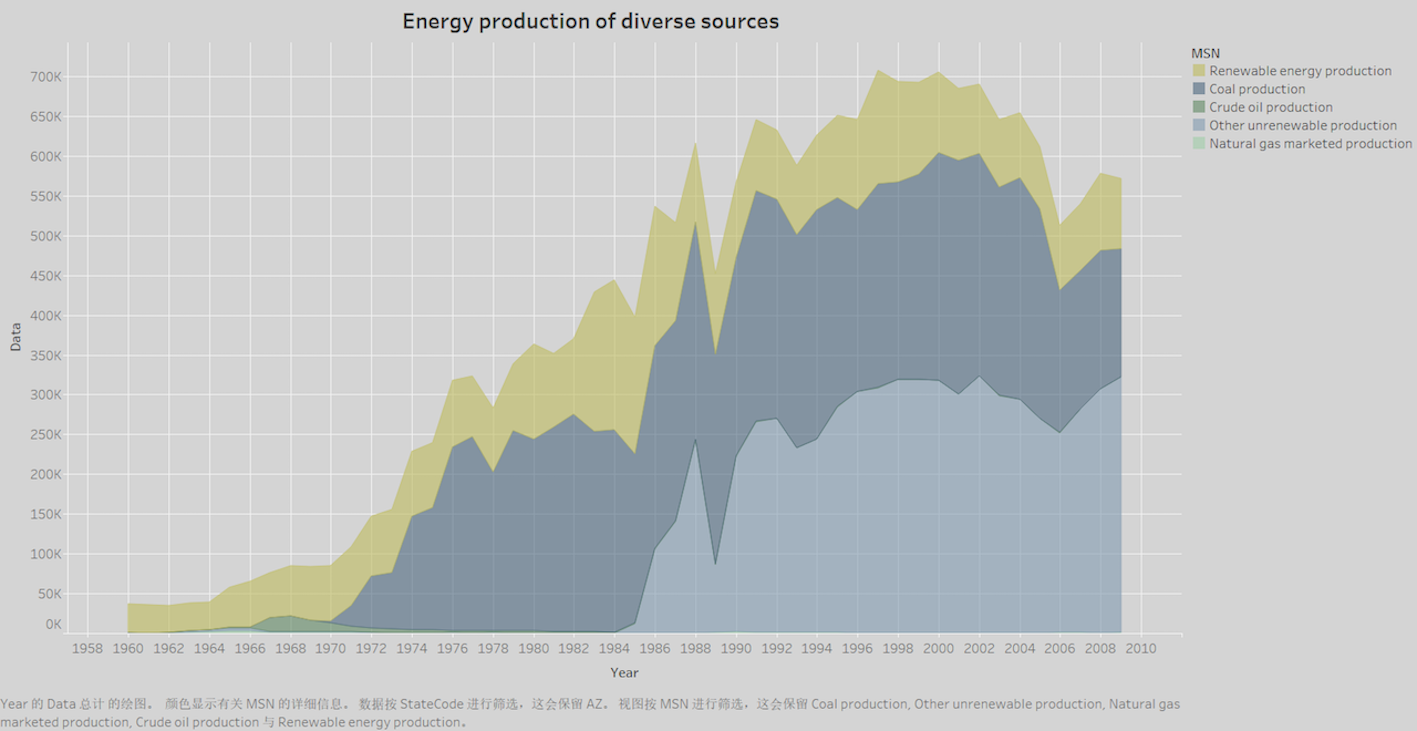 Energy production of diverse sources
MSN
Renewable energy production
Coal production
Crude oil production
Other unrenewable production
Natural gas marketed production
700K
650K
600K
550K
500K
450K
400K
350K
300K
250K
200K
150K
100K
50K
0K
Data
1958 1960 1962 1964 1966 1968 1970 1972 1974 1976 1978 1980 1982 1984 1986 1988 1990 1992 1994 1996 1998 2000 2002 2004 2006 2008 2010
Year
Year 的 Data 总计 的绘图。 颜色显示有关 MSN 的详细信息。 数据按 StateCode 进行筛选，这会保留 AZ。 视图按 MSN 进行筛选，这会保留 Coal production, Other unrenewable production, Natural gas
marketed production, Crude oil production 与 Renewable energy production。